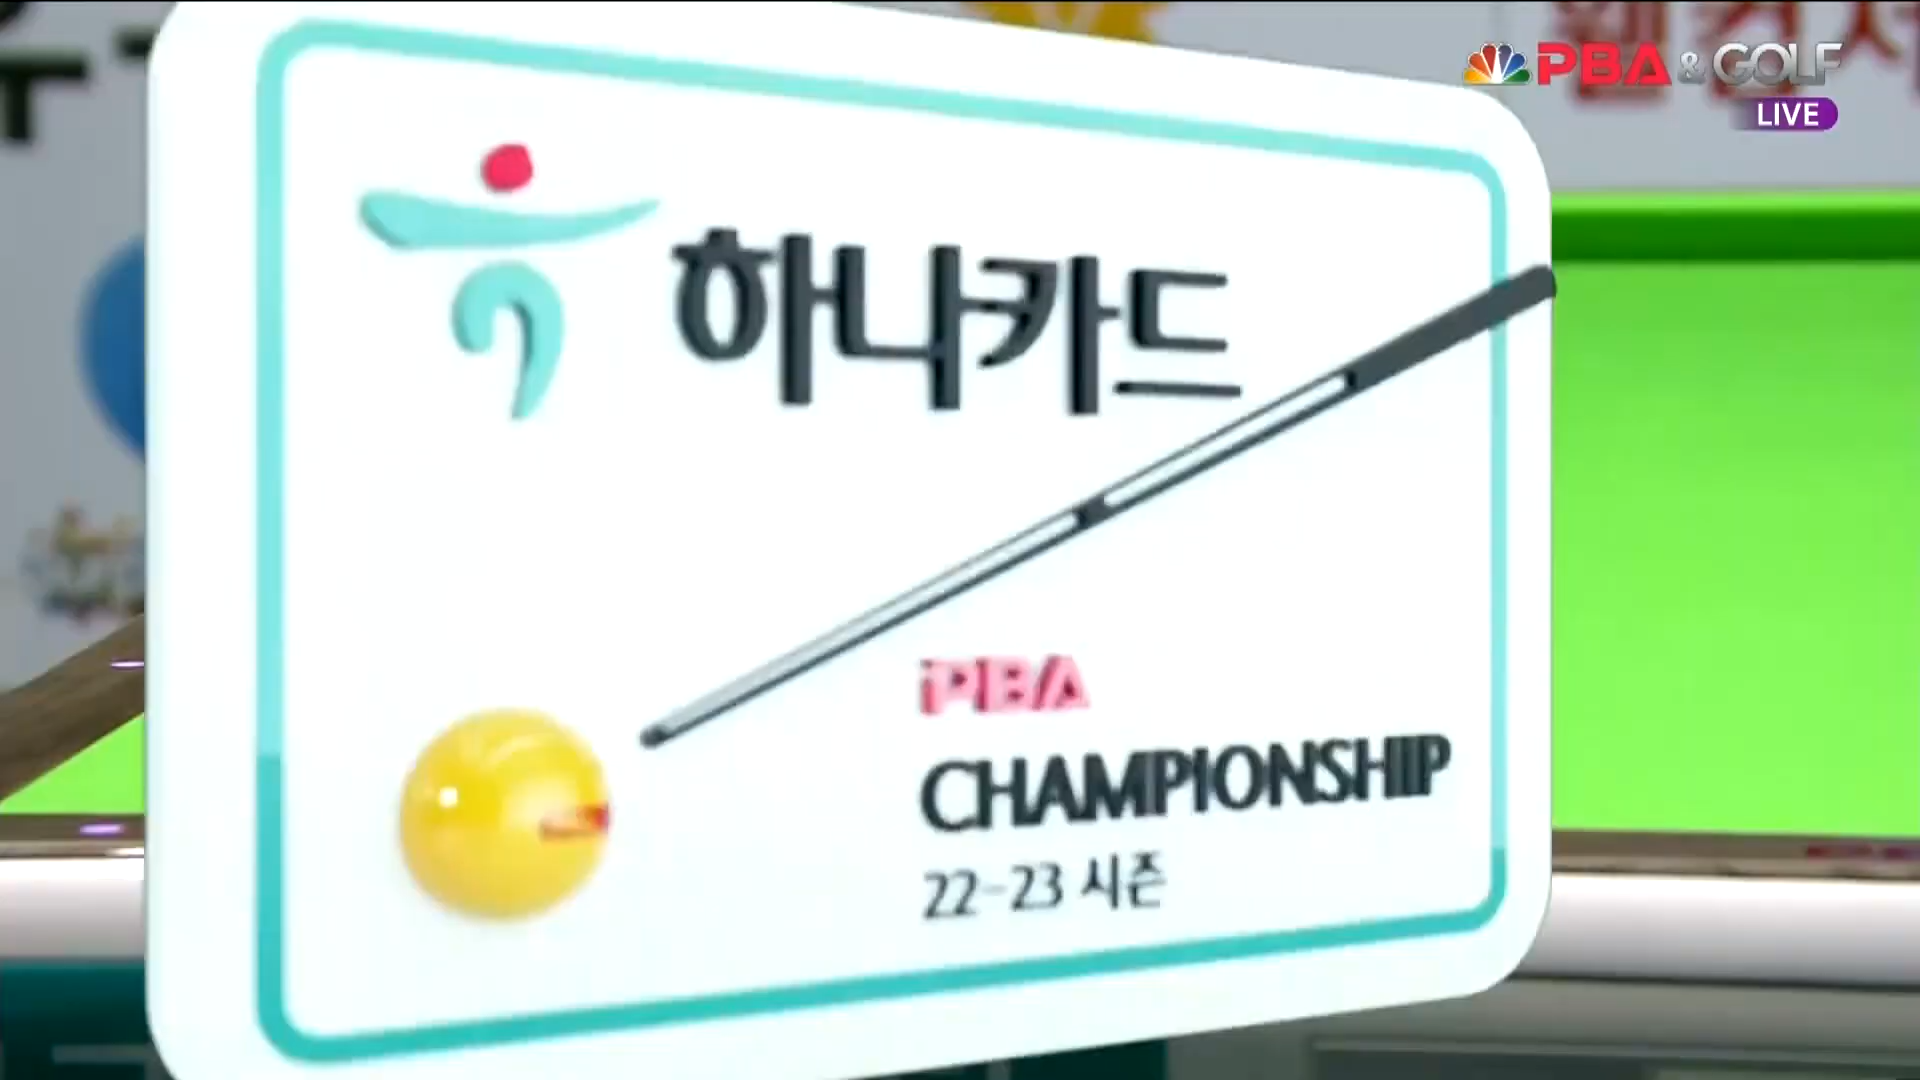 PBA & GOLF
LIVE
하나카드
PBA
CHAMPIONSHIP
22-23 시즌